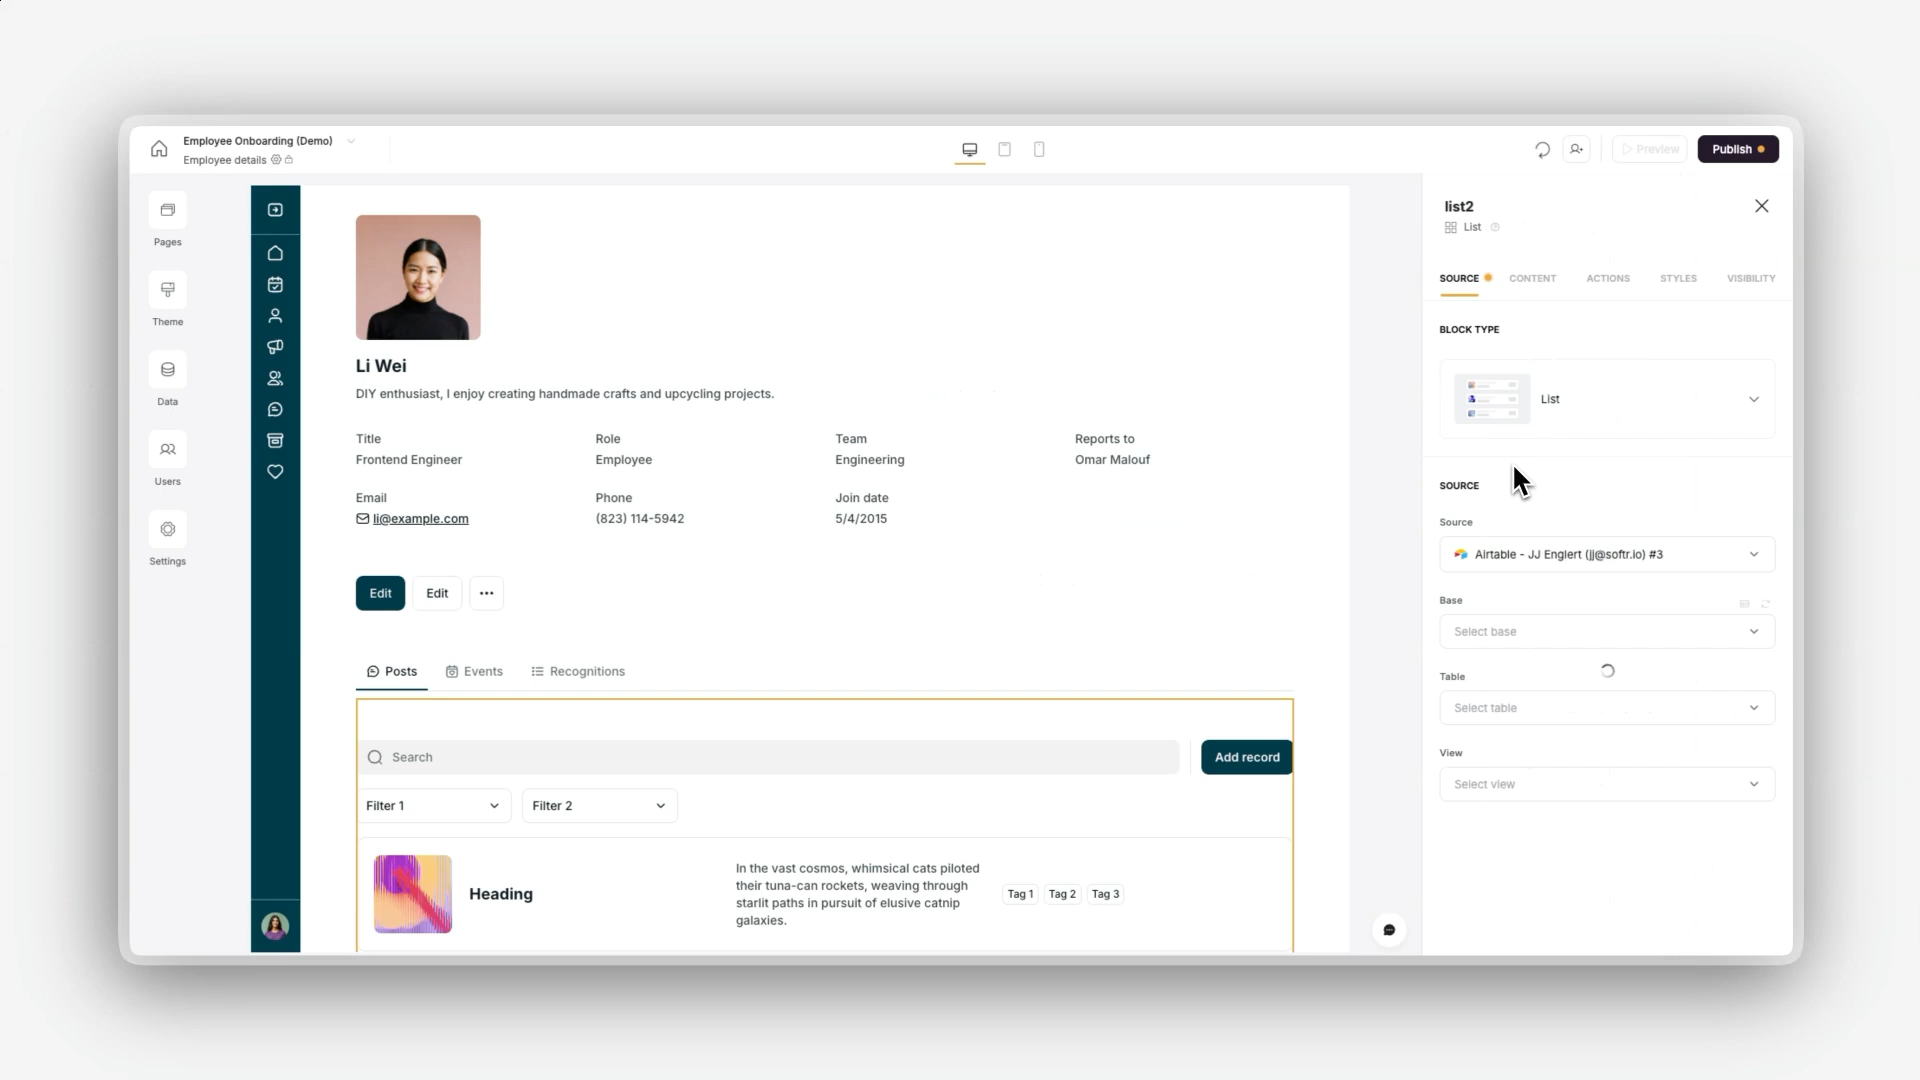 Employee Onboarding (Demo)
Employee details
Preview
Publish
Pages
Theme
Data
Users
Settings
Li Wei
DIY enthusiast, I enjoy creating handmade crafts and upcycling projects.
Title
Frontend Engineer
Role
Employee
Team
Engineering
Reports to
Omar Malouf
Email
li@example.com
Phone
(823) 114-5942
Join date
5/4/2015
Edit
Edit
Posts
Events
Recognitions
Search
Add record
Filter 1
Filter 2
Heading
In the vast cosmos, whimsical cats piloted
their tuna-can rockets, weaving through
starlit paths in pursuit of elusive catnip
galaxies.
Tag 1
Tag 2
Tag 3
list2
List
SOURCE
CONTENT
ACTIONS
STYLES
VISIBILITY
BLOCK TYPE
List
SOURCE
Source
Airtable - JJ Englert (jj@softr.io) #3
Base
Select base
Table
Select table
View
Select view